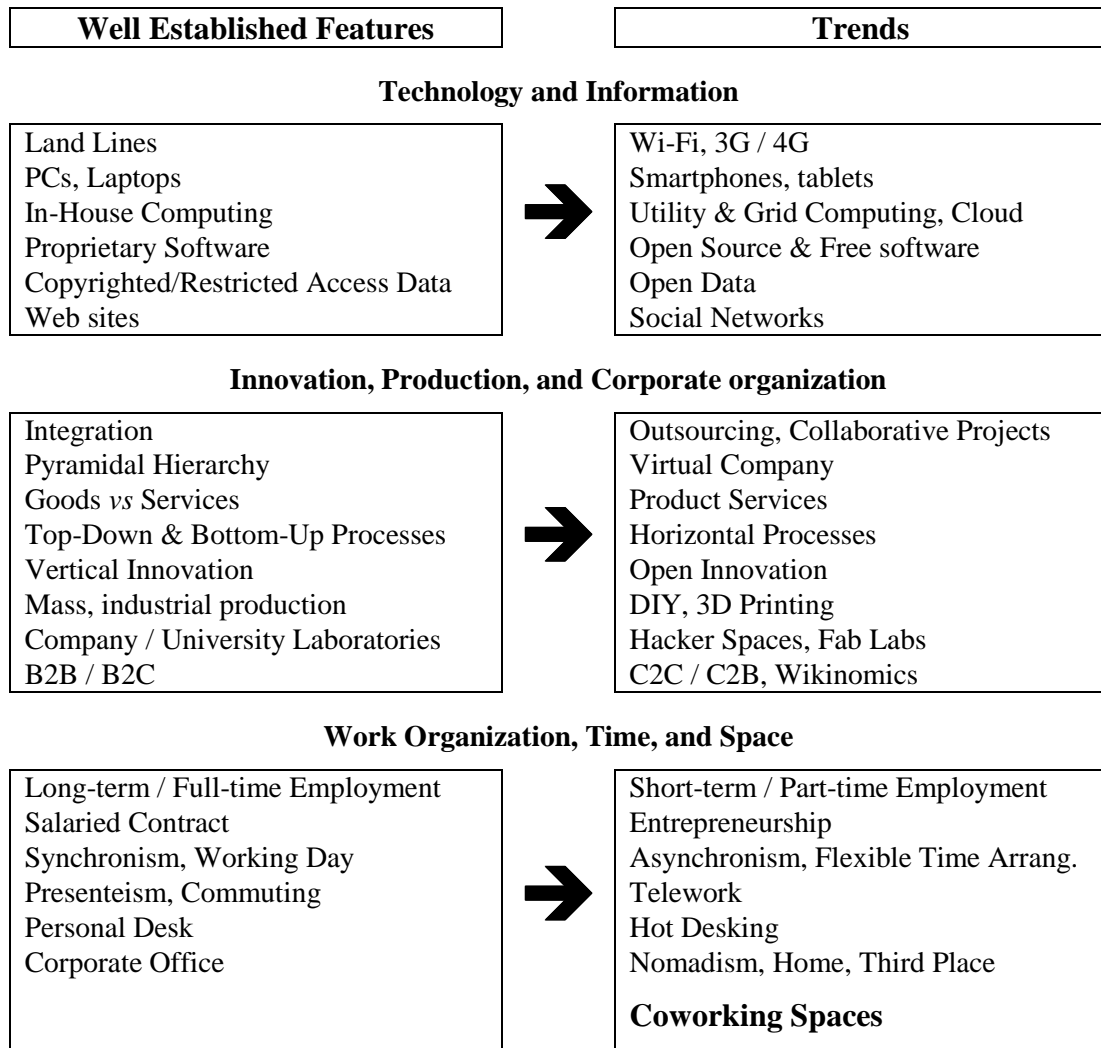 Well Established Features
Trends
Technology and Information
Land Lines
PCs, Laptops
In-House Computing
Proprietary Software
Copyrighted/Restricted Access Data
Web sites
Wi-Fi, 3G / 4G
Smartphones, tablets
Utility & Grid Computing, Cloud
Open Source & Free software
Open Data
Social Networks
Innovation, Production, and Corporate organization
Integration
Pyramidal Hierarchy
Goods vs Services
Top-Down & Bottom-Up Processes
Vertical Innovation
Mass, industrial production
Company / University Laboratories
B2B / B2C
Outsourcing, Collaborative Projects
Virtual Company
Product Services
Horizontal Processes
Open Innovation
DIY, 3D Printing
Hacker Spaces, Fab Labs
C2C / C2B, Wikinomics
Work Organization, Time, and Space
Long-term / Full-time Employment
Salaried Contract
Synchronism, Working Day
Presenteism, Commuting
Personal Desk
Corporate Office
Short-term / Part-time Employment
Entrepreneurship
Asynchronism, Flexible Time Arrang.
Telework
Hot Desking
Nomadism, Home, Third Place
Coworking Spaces